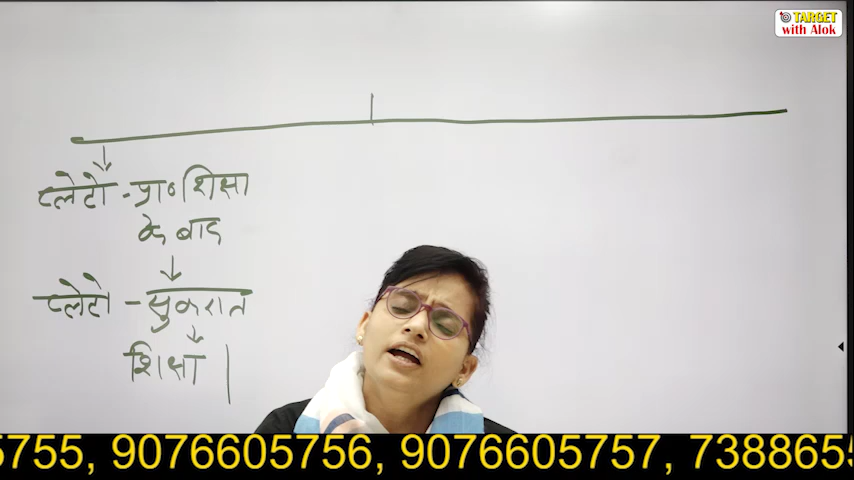 TARGET
with Alok
प्लेटो - प्रा० शिक्षा
के बाद
प्लेटो - सुकरात
शिक्षा |
5755, 9076605756, 9076605757, 7388655